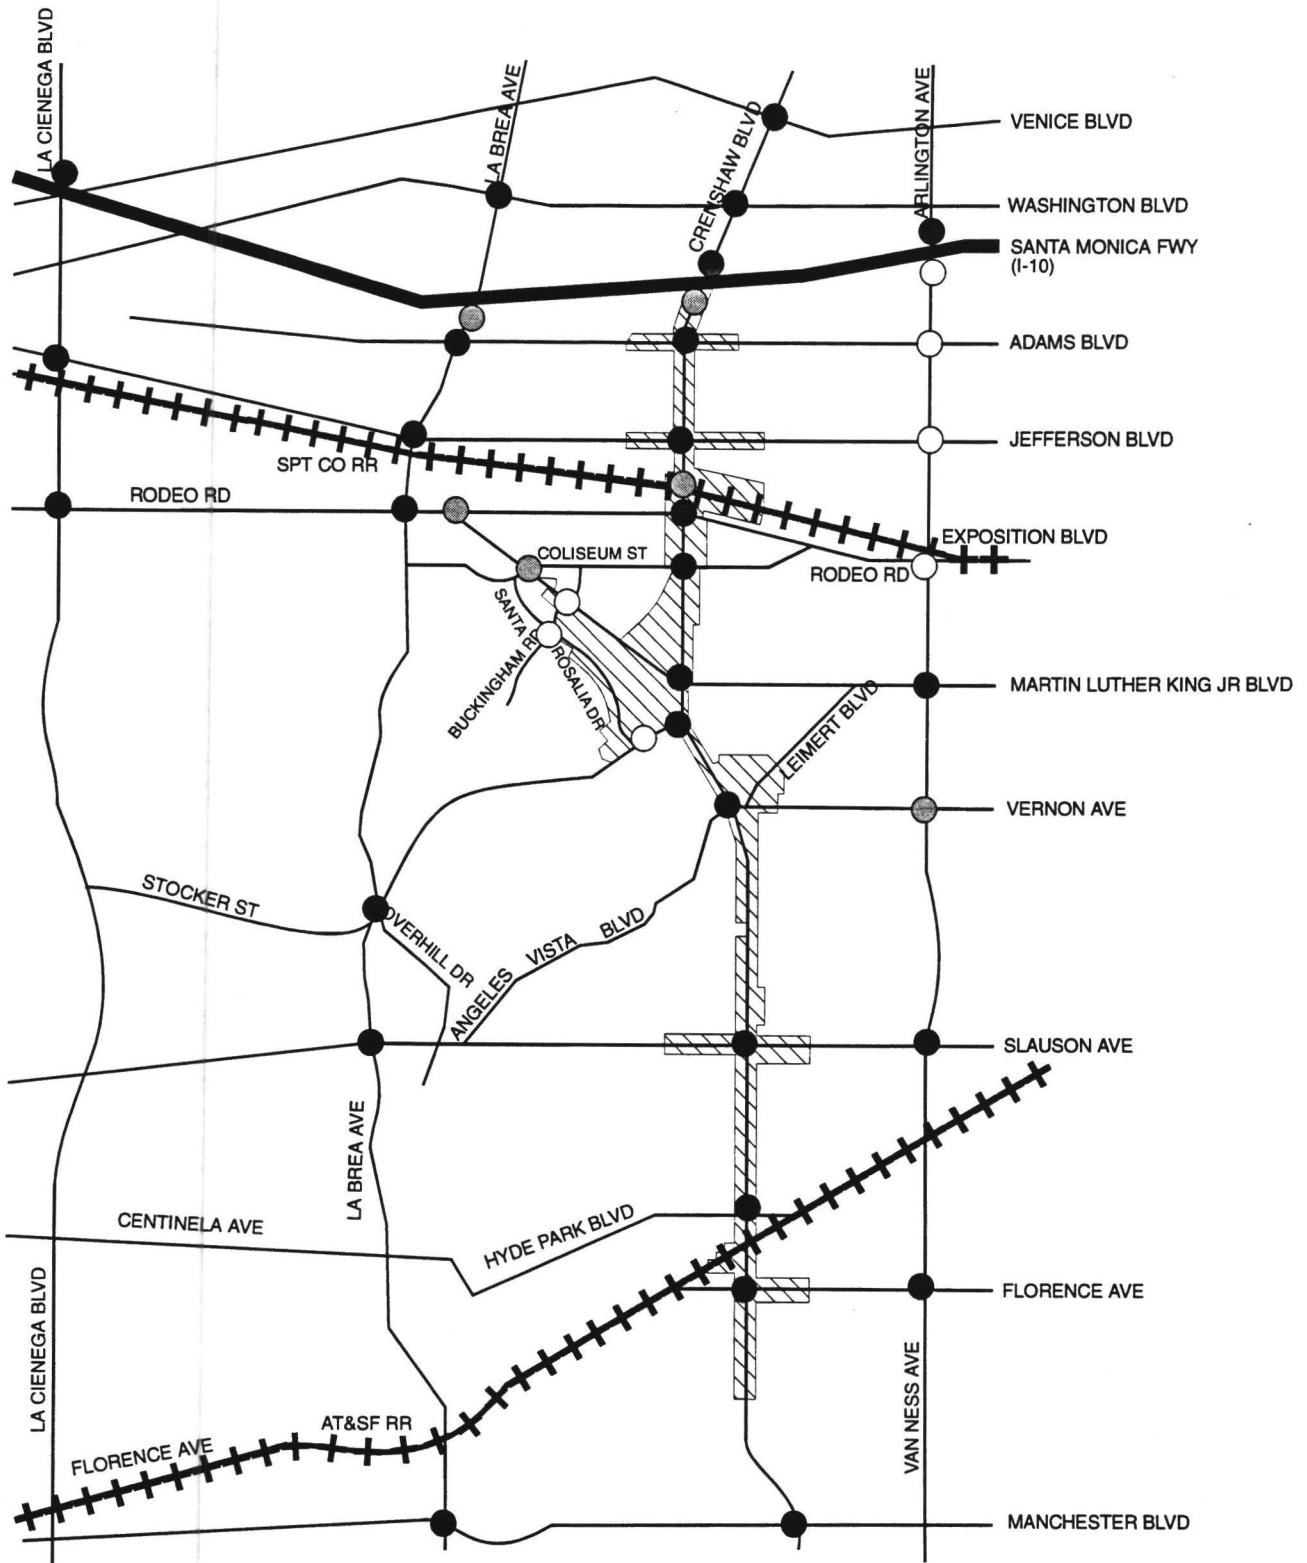 LA CIENEGA BLVD
LA BREA AVE
CRENSHAW BLVD
ARLINGTON AVE
VENICE BLVD
WASHINGTON BLVD
SANTA MONICA FWY
(I-10)
ADAMS BLVD
JEFFERSON BLVD
SPT CO RR
RODEO RD
EXPOSITION BLVD
COLISEUM ST
RODEO RD
SANTA
ROSALIA DR
BUCKINGHAM RD
MARTIN LUTHER KING JR BLVD
LEIMERT BLVD
VERNON AVE
STOCKER ST
OVERHILL DR
ANGELES VISTA BLVD
SLAUSON AVE
LA BREA AVE
CENTINELA AVE
HYDE PARK BLVD
LA CIENEGA BLVD
FLORENCE AVE
VAN NESS AVE
AT&SF RR
FLORENCE AVE
MANCHESTER BLVD